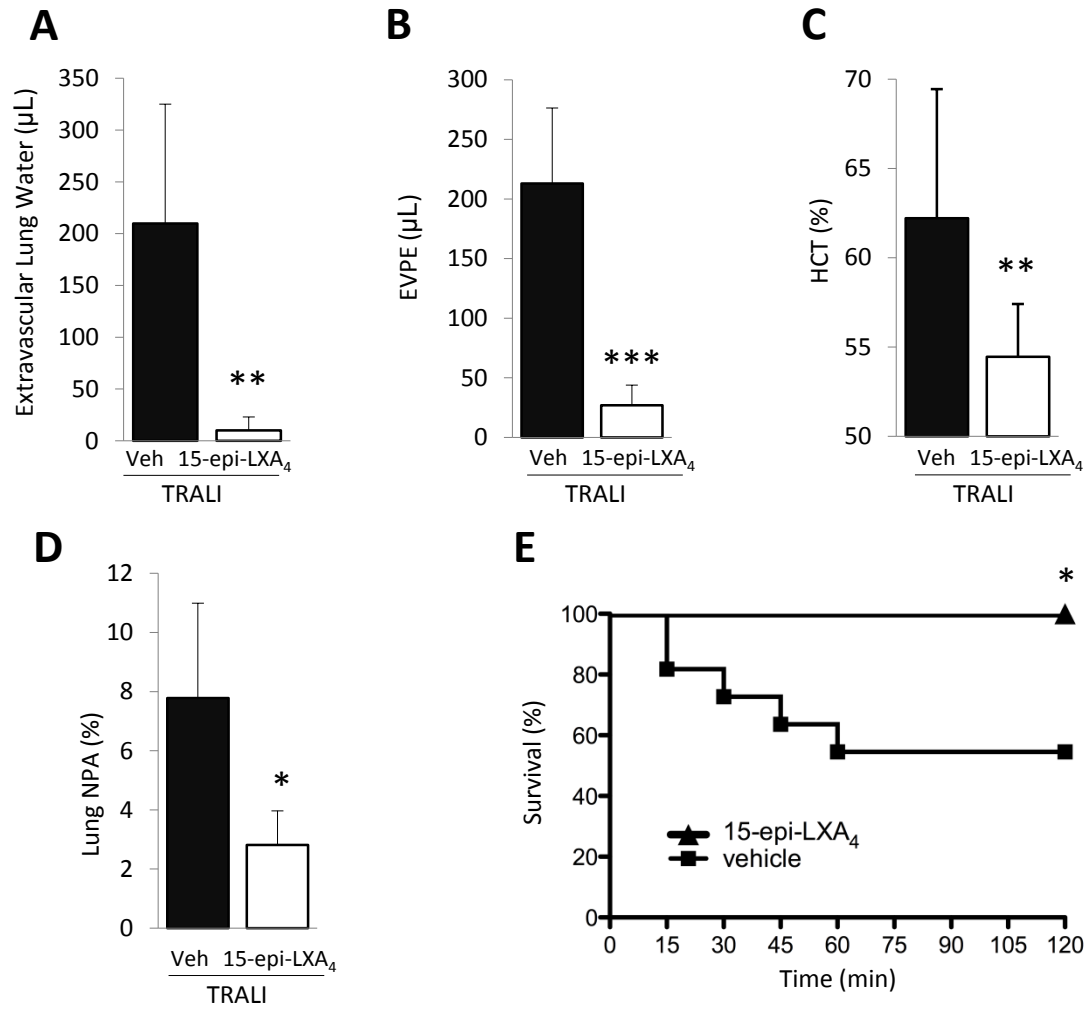 A
Extravascular Lung Water (µL)
350
300
250
200
150
100
50
0
**
Veh 15-epi-LXA₄
TRALI
B
EVPE (µL)
300
250
200
150
100
50
0
***
Veh 15-epi-LXA₄
TRALI
C
HCT (%)
70
65
60
55
50
**
Veh 15-epi-LXA₄
TRALI
D
Lung NPA (%)
12
10
8
6
4
2
0
*
Veh 15-epi-LXA₄
TRALI
E
*
Survival (%)
100
80
60
40
20
0
15-epi-LXA₄
vehicle
0 15 30 45 60 75 90 105 120
Time (min)